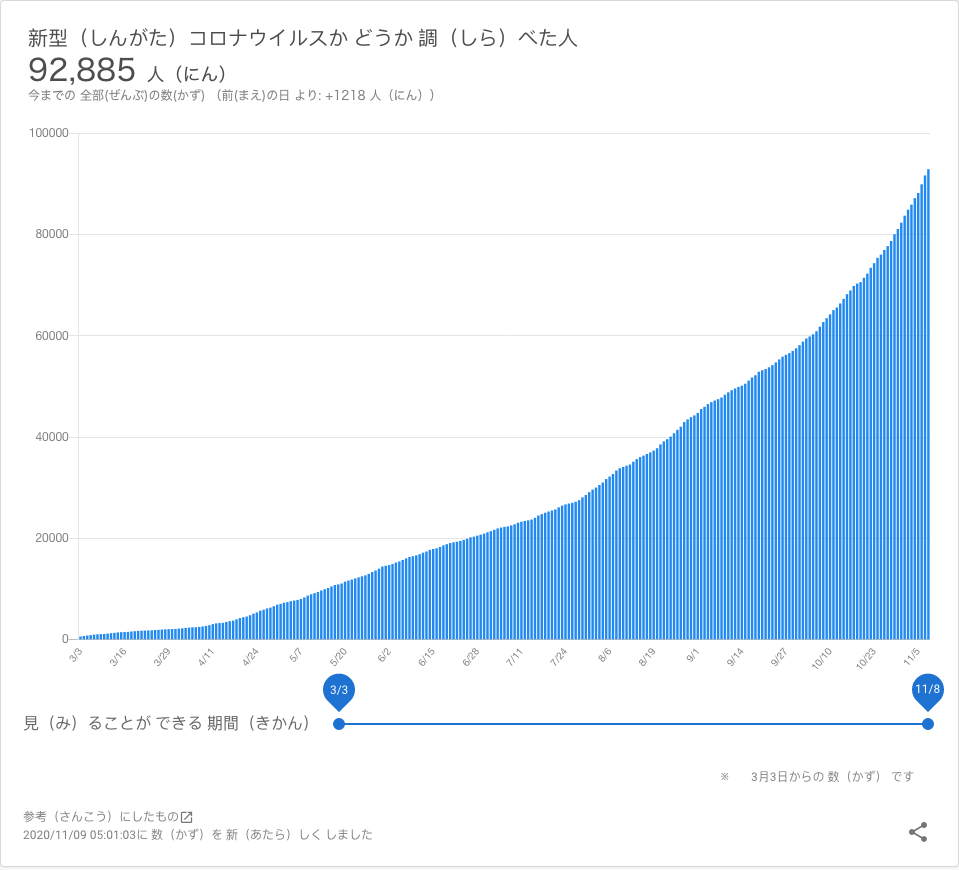 新型（しんがた）コロナウイルスか どうか 調（しら）べた人
92,885 人（にん）
今までの 全部(ぜんぶ)の数(かず) （前(まえ)の日 より: +1218 人（にん））
100000
80000
60000
40000
20000
0
3/3 3/16 3/29 4/11 4/24 5/7 5/20 6/2 6/15 6/28 7/11 7/24 8/6 8/19 9/1 9/14 9/27 10/10 10/23 11/5
3/3 11/8
見（み）ることが できる 期間（きかん）
※ 3月3日からの 数（かず） です
参考（さんこう）にしたもの
2020/11/09 05:01:03に 数（かず）を 新（あたら）しく しました